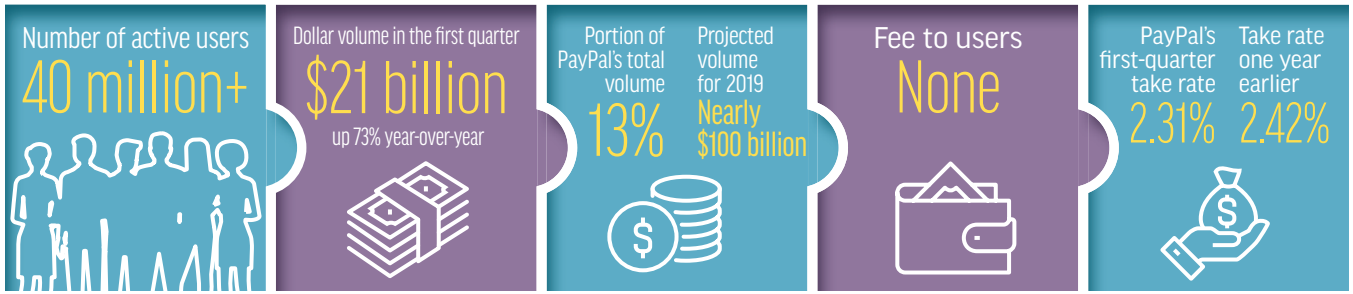 Number of active users
40 million+
Dollar volume in the first quarter
$21 billion
up 73% year-over-year
Portion of
PayPal's total
volume
13%
Projected
volume
for 2019
Nearly
$100 billion
$
Fee to users
None
PayPal's
first-quarter
take rate
2.31%
Take rate
one year
earlier
2.42%
$